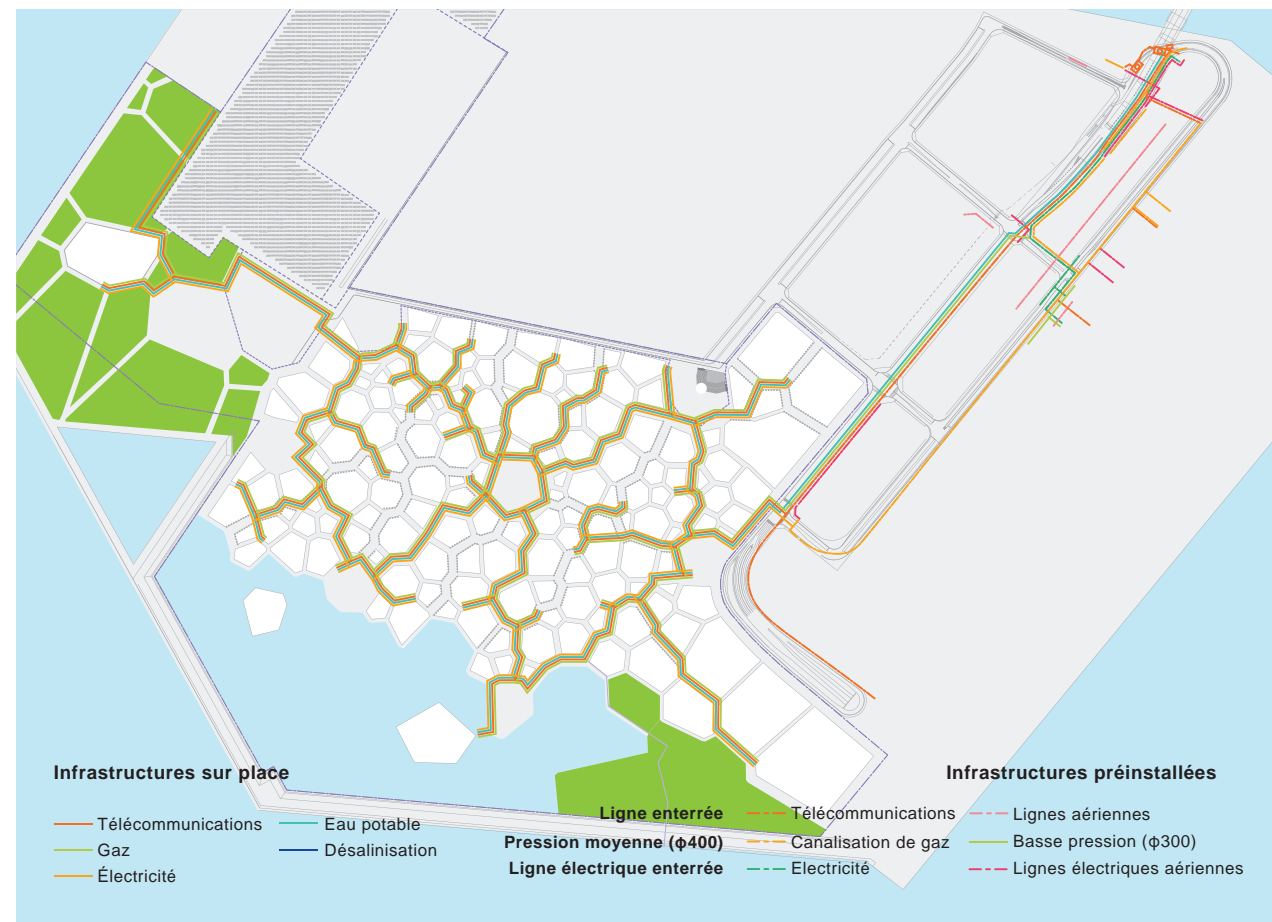 Infrastructures sur place
Télécommunications
Gaz
Électricité
Eau potable
Désalinisation
Infrastructures préinstallées
Ligne enterrée
Télécommunications
Pression moyenne (ϕ400)
Canalisation de gaz
Ligne électrique enterrée
Electricité
Lignes aériennes
Basse pression (ϕ300)
Lignes électriques aériennes